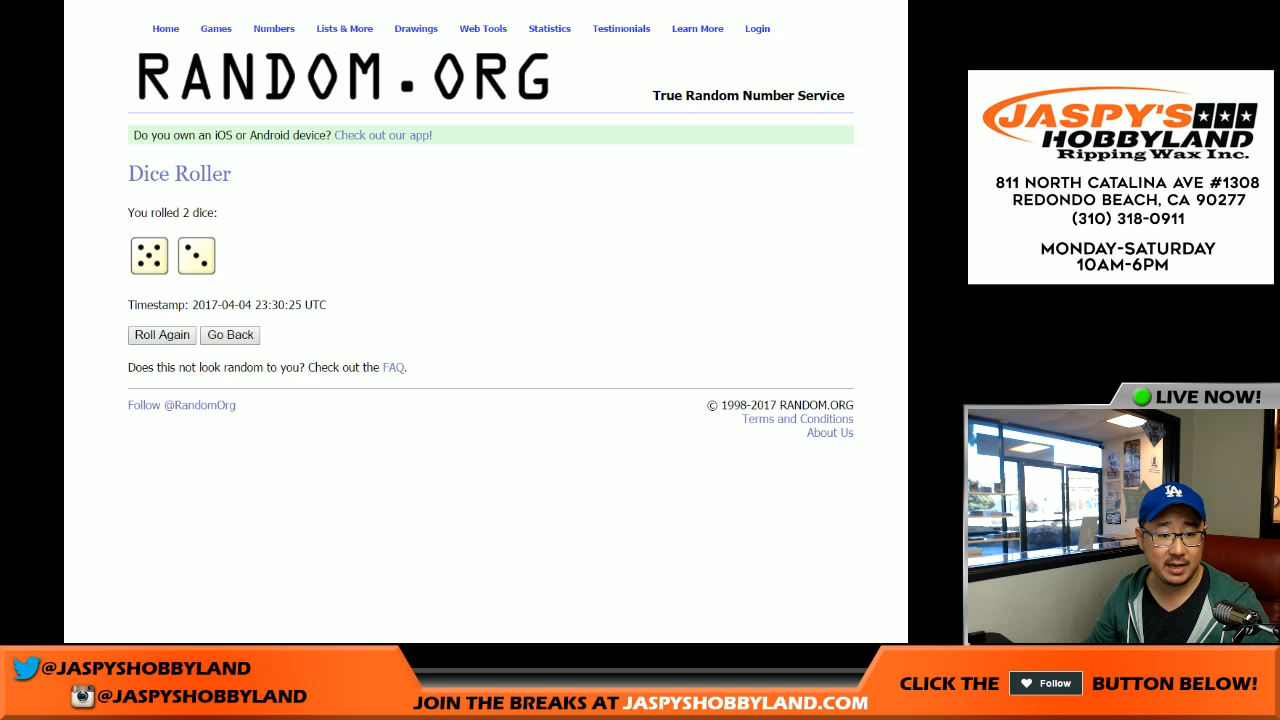 Home Games Numbers Lists & More Drawings Web Tools Statistics Testimonials Learn More Login
RANDOM.ORG
True Random Number Service
Do you own an iOS or Android device? Check out our app!
Dice Roller
You rolled 2 dice:
Timestamp: 2017-04-04 23:30:25 UTC
Roll Again Go Back
Does this not look random to you? Check out the FAQ.
Follow @RandomOrg
© 1998-2017 RANDOM.ORG
Terms and Conditions
About Us
JASPY'S
HOBBYLAND
Ripping Wax Inc.
811 NORTH CATALINA AVE #1308
REDONDO BEACH, CA 90277
(310) 318-0911
MONDAY-SATURDAY
10AM-6PM
LIVE NOW!
LA
@JASPYSHOBBYLAND
@JASPYSHOBBYLAND
JOIN THE BREAKS AT JASPYSHOBBYLAND.COM
CLICK THE Follow BUTTON BELOW!